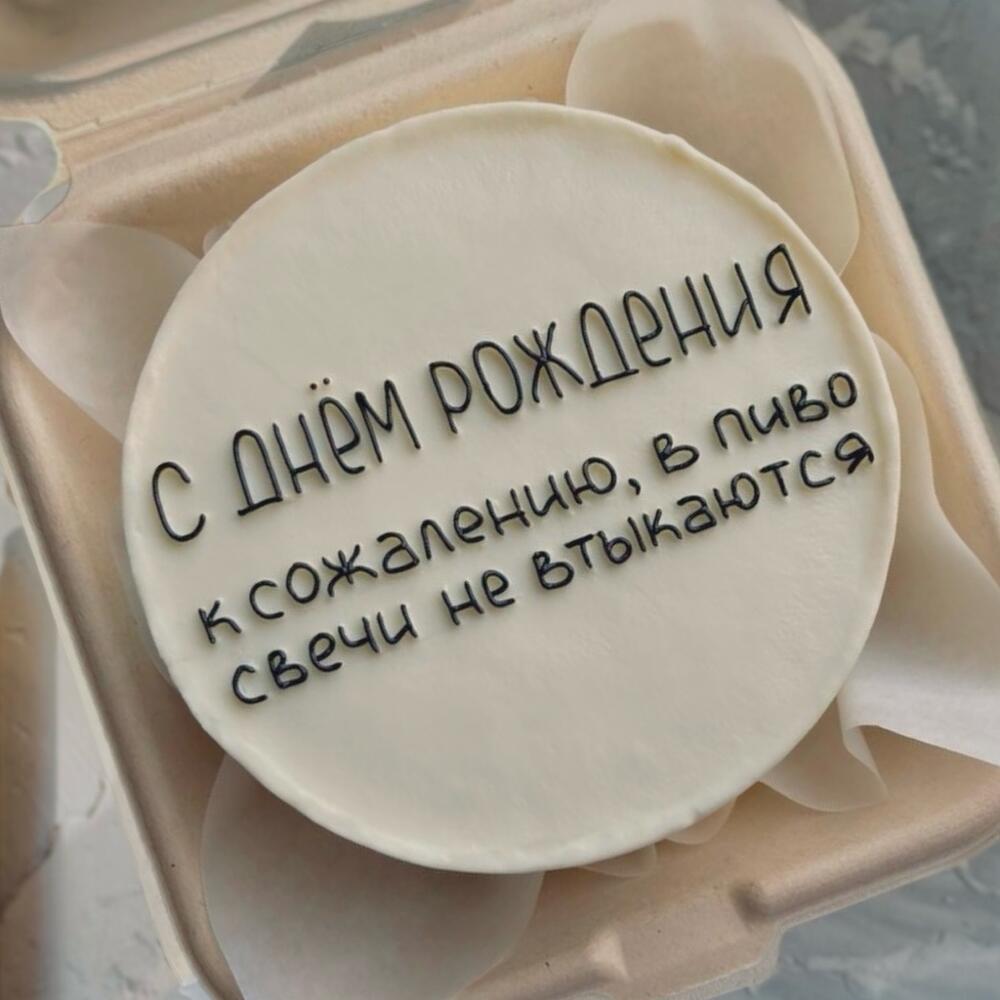 С ДНЁМ РОЖДЕНИЯ
к сожалению, в пиво
свечи не втыкаются